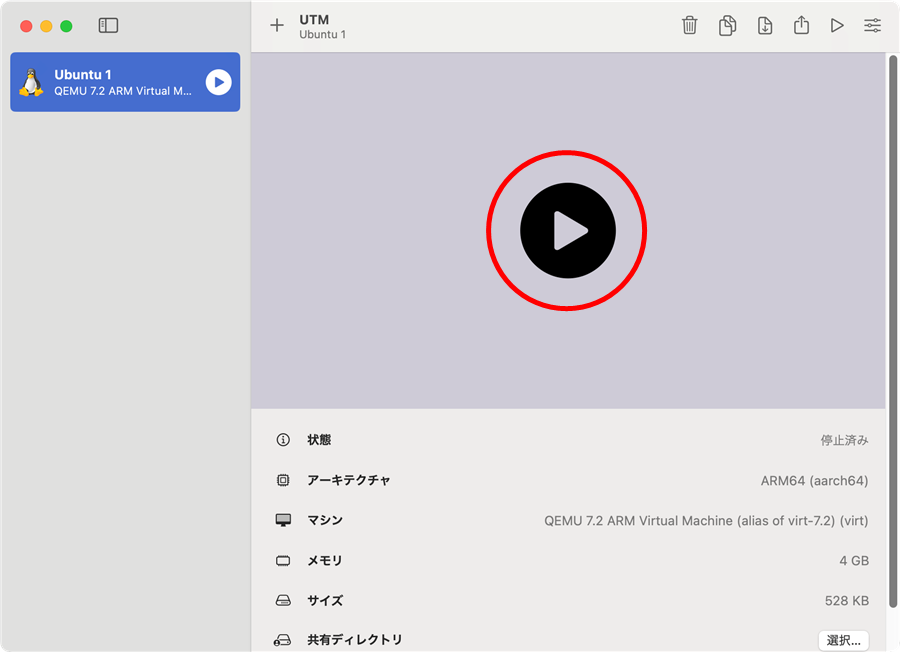 UTM
Ubuntu 1
Ubuntu 1
QEMU 7.2 ARM Virtual M...
状態 停止済み
アーキテクチャ ARM64 (aarch64)
マシン QEMU 7.2 ARM Virtual Machine (alias of virt-7.2) (virt)
メモリ 4 GB
サイズ 528 KB
共有ディレクトリ 選択...